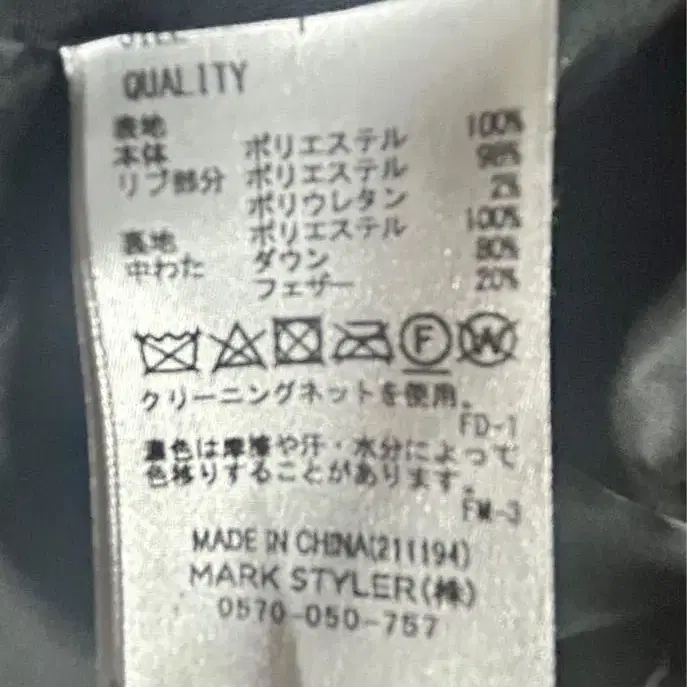 QUALITY
表地
本体 ポリエステル 100%
リブ部分 ポリエステル 98%
ポリウレタン 2%
裏地 ポリエステル 100%
中わた ダウン 80%
フェザー 20%
クリーニングネットを使用。
FD-1
濃色は摩擦や汗・水分によって
色移りすることがあります。
FM-3
MADE IN CHINA(211194)
MARK STYLER(株)
0570-050-757